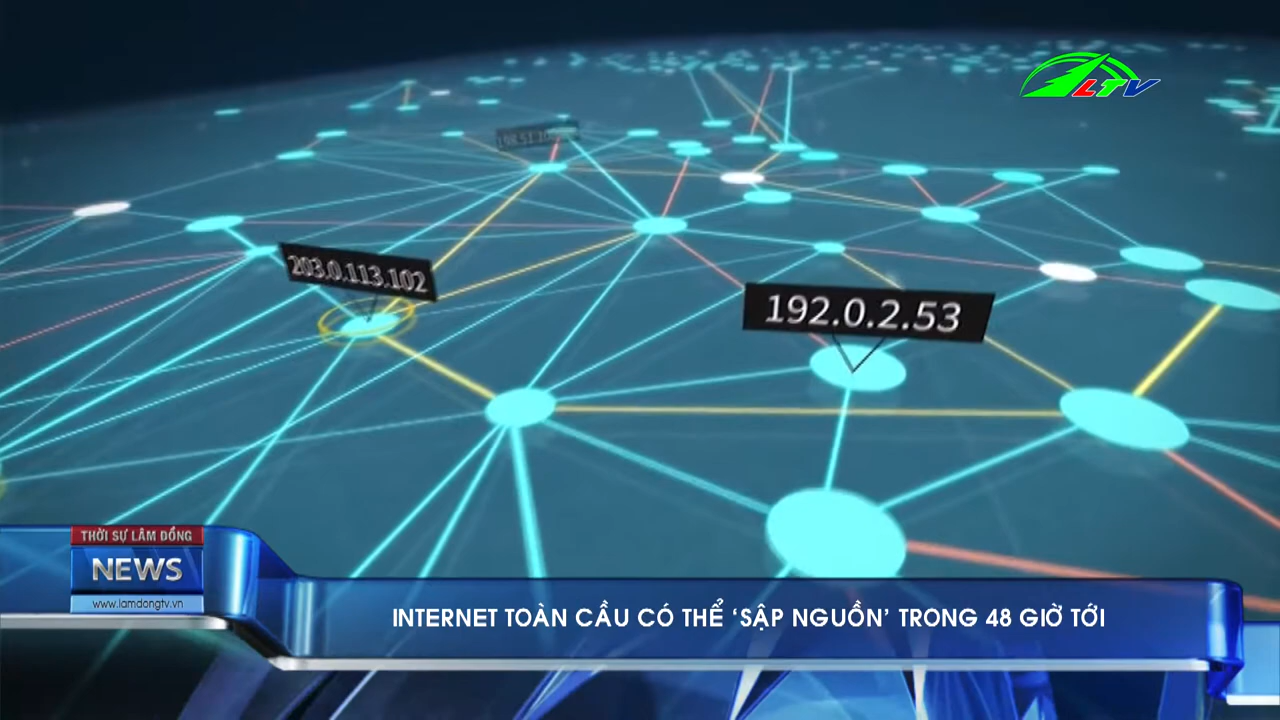 LTV
203.0.113.102
192.0.2.53
THỜI SỰ LÂM ĐỒNG
NEWS
www.lamdongtv.vn
INTERNET TOÀN CẦU CÓ THỂ ‘SẬP NGUỒN’ TRONG 48 GIỜ TỚI